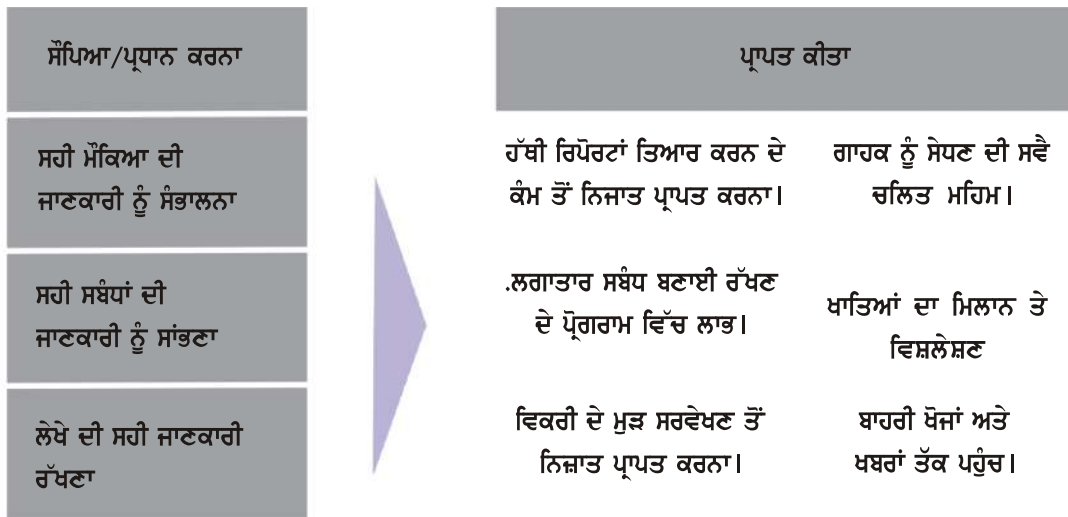 ਸੌਂਪਿਆ/ਪ੍ਰਧਾਨ ਕਰਨਾ
ਪ੍ਰਾਪਤ ਕੀਤਾ
ਸਹੀ ਮੌਕਿਆ ਦੀ
ਜਾਣਕਾਰੀ ਨੂੰ ਸੰਭਾਲਨਾ
ਹੱਥੀ ਰਿਪੋਰਟਾਂ ਤਿਆਰ ਕਰਨ ਦੇ
ਕੰਮ ਤੋਂ ਨਿਜਾਤ ਪ੍ਰਾਪਤ ਕਰਨਾ।
ਗਾਹਕ ਨੂੰ ਸੇਧਣ ਦੀ ਸਵੈ
ਚਲਿਤ ਮਹਿਮ।
ਸਹੀ ਸਬੰਧਾਂ ਦੀ
ਜਾਣਕਾਰੀ ਨੂੰ ਸਾਂਭਣਾ
.ਲਗਾਤਾਰ ਸਬੰਧ ਬਣਾਈ ਰੱਖਣ
ਦੇ ਪ੍ਰੋਗਰਾਮ ਵਿੱਚ ਲਾਭ।
ਖਾਤਿਆਂ ਦਾ ਮਿਲਾਨ ਤੇ
ਵਿਸ਼ਲੇਸ਼ਣ
ਲੇਖੇ ਦੀ ਸਹੀ ਜਾਣਕਾਰੀ
ਰੱਖਣਾ
ਵਿਕਰੀ ਦੇ ਮੁੜ ਸਰਵੇਖਣ ਤੋਂ
ਨਿਜ਼ਾਤ ਪ੍ਰਾਪਤ ਕਰਨਾ।
ਬਾਹਰੀ ਖੋਜਾਂ ਅਤੇ
ਖਬਰਾਂ ਤੱਕ ਪਹੁੰਚ।